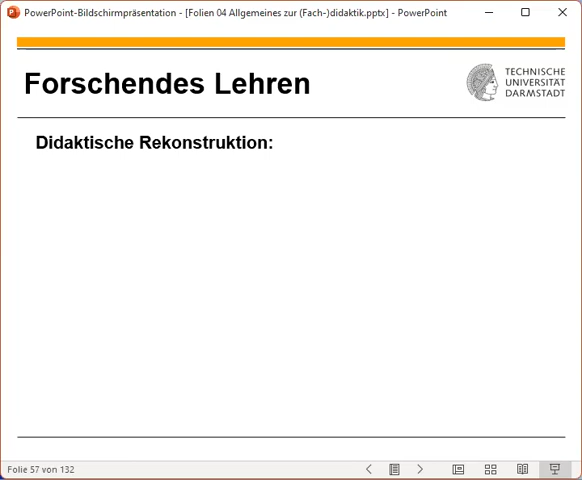 PowerPoint-Bildschirmpräsentation - [Folien 04 Allgemeines zur (Fach-)didaktik.pptx] - PowerPoint
Forschendes Lehren
TECHNISCHE
UNIVERSITÄT
DARMSTADT
Didaktische Rekonstruktion:
Folie 57 von 132